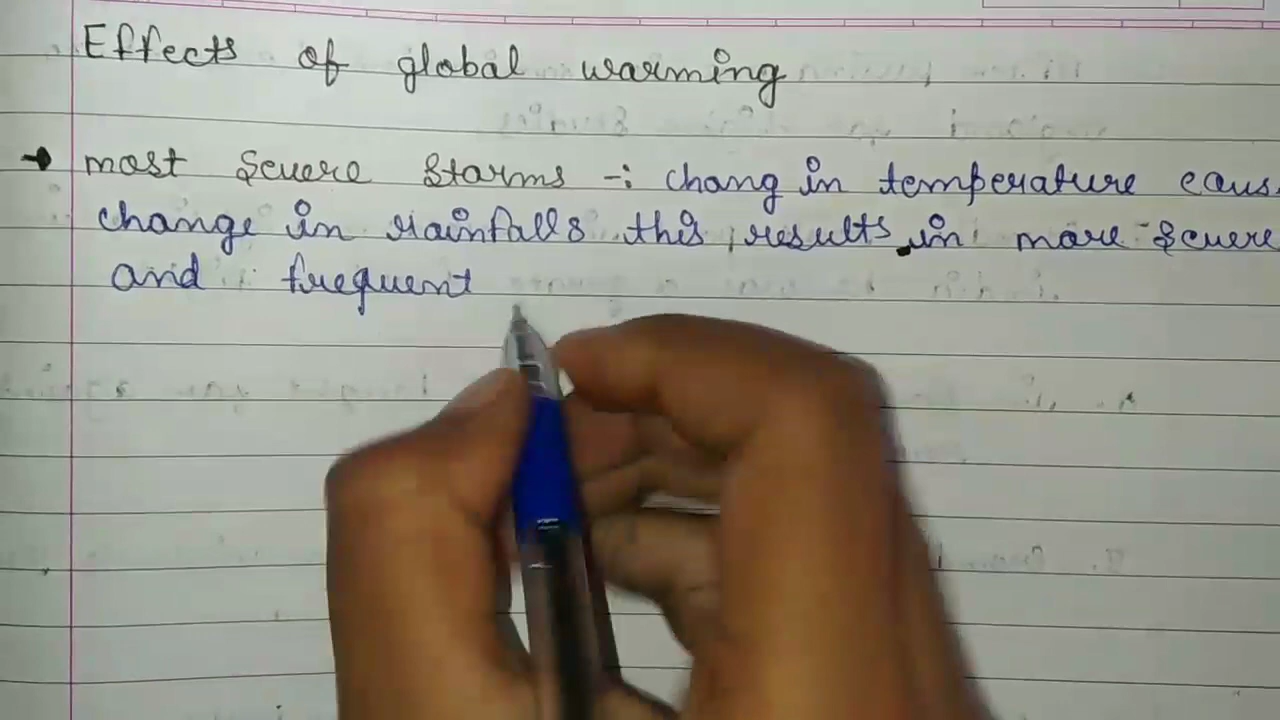 Effects of global warming
→ most severe storms -: chang in temperature caus
change in rainfalls this results in more severe
and frequent